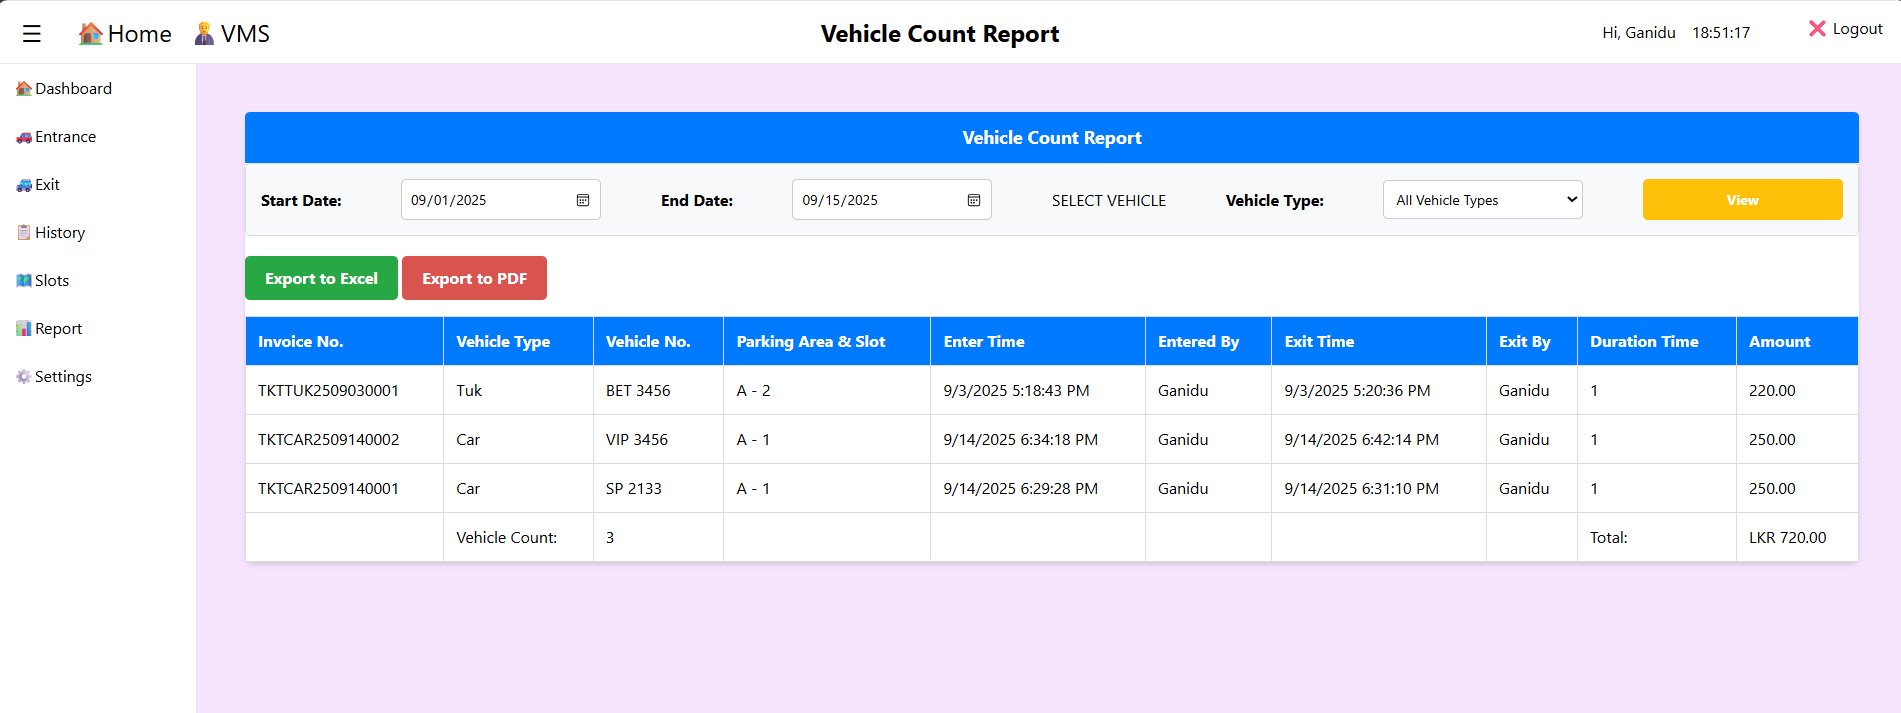 ☰ Home VMS Vehicle Count Report Hi, Ganidu 18:51:17 Logout
Dashboard
Entrance
Exit
History
Slots
Report
Settings
Vehicle Count Report
Start Date: 09/01/2025 End Date: 09/15/2025 SELECT VEHICLE Vehicle Type: All Vehicle Types View
Export to Excel Export to PDF
Invoice No. Vehicle Type Vehicle No. Parking Area & Slot Enter Time Entered By Exit Time Exit By Duration Time Amount
TKTTUK2509030001 Tuk BET 3456 A - 2 9/3/2025 5:18:43 PM Ganidu 9/3/2025 5:20:36 PM Ganidu 1 220.00
TKTCAR2509140002 Car VIP 3456 A - 1 9/14/2025 6:34:18 PM Ganidu 9/14/2025 6:42:14 PM Ganidu 1 250.00
TKTCAR2509140001 Car SP 2133 A - 1 9/14/2025 6:29:28 PM Ganidu 9/14/2025 6:31:10 PM Ganidu 1 250.00
Vehicle Count: 3 Total: LKR 720.00